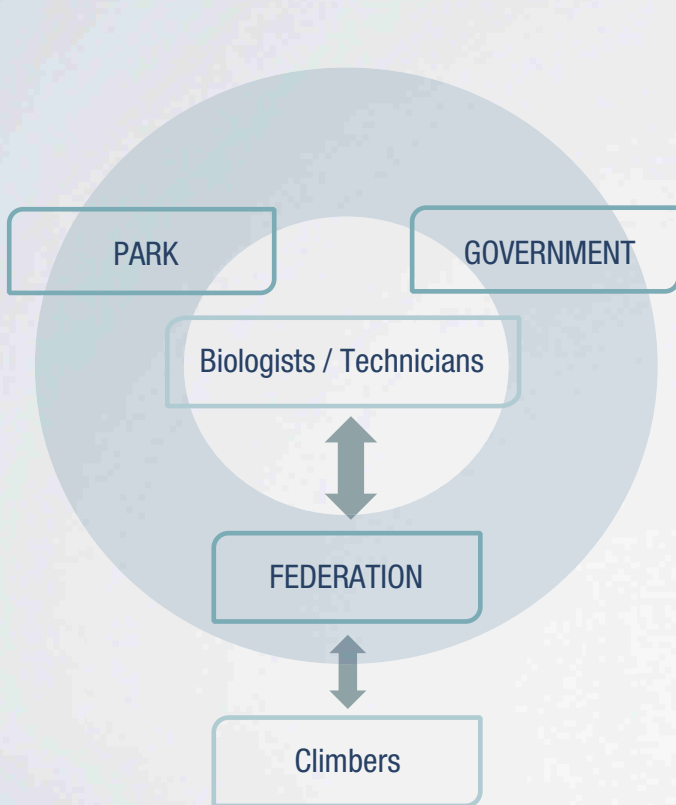 PARK
GOVERNMENT
Biologists / Technicians
FEDERATION
Climbers